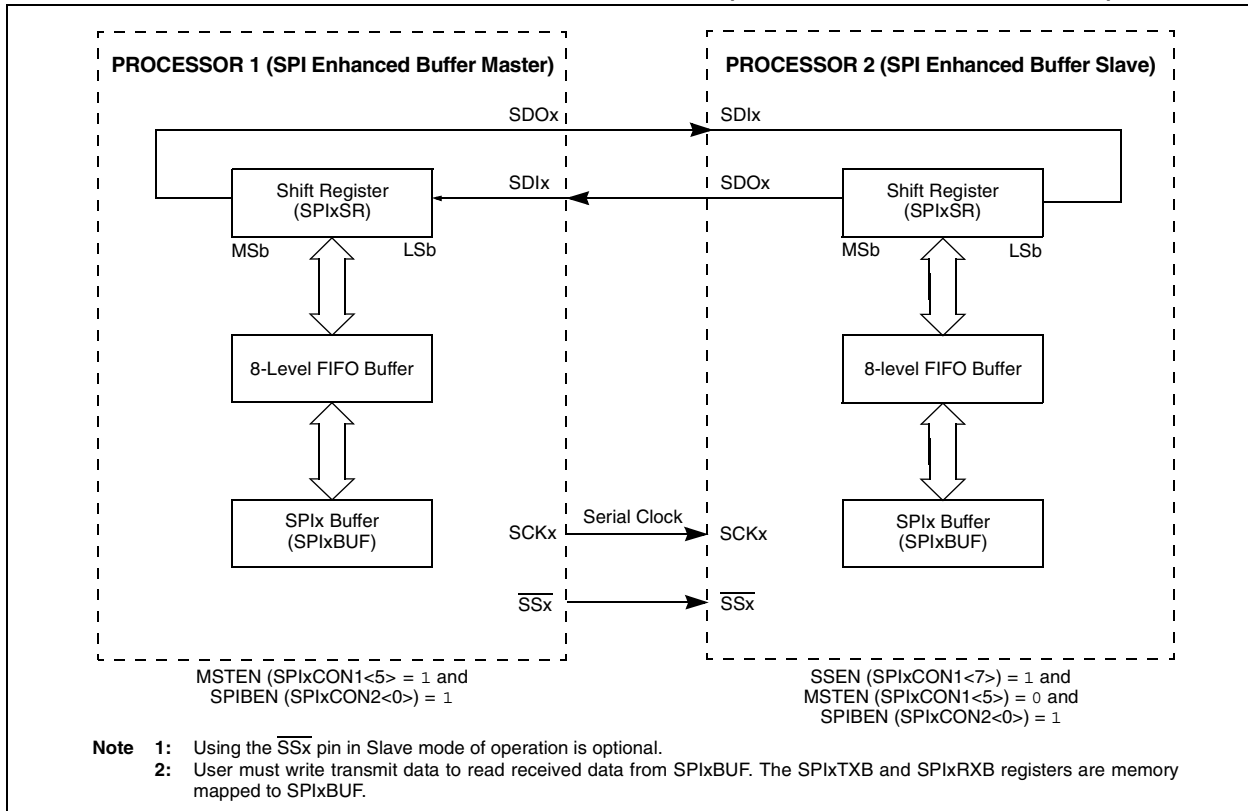 PROCESSOR 1 (SPI Enhanced Buffer Master)
PROCESSOR 2 (SPI Enhanced Buffer Slave)
SDOx
SDIx
Shift Register
(SPIxSR)
SDIx
SDOx
Shift Register
(SPIxSR)
MSb
LSb
MSb
LSb
8-Level FIFO Buffer
8-level FIFO Buffer
SPIx Buffer
(SPIxBUF)
SCKx
Serial Clock
SCKx
SPIx Buffer
(SPIxBUF)
SSx
SSx
MSTEN (SPIxCON1<5> = 1 and
SPIBEN (SPIxCON2<0>) = 1
SSEN (SPIxCON1<7>) = 1 and
MSTEN (SPIxCON1<5>) = 0 and
SPIBEN (SPIxCON2<0>) = 1
Note 1: Using the SSx pin in Slave mode of operation is optional.
2: User must write transmit data to read received data from SPIxBUF. The SPIxTXB and SPIxRXB registers are memory
mapped to SPIxBUF.